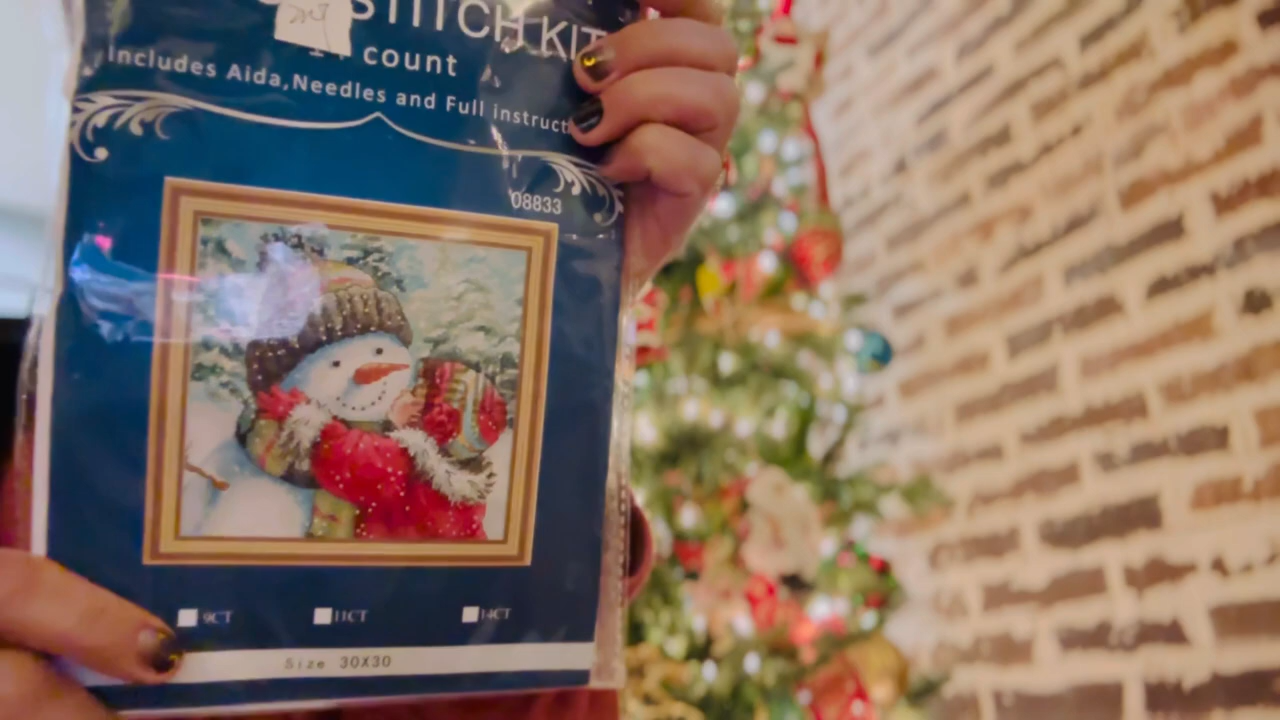 STITCH KIT
count
Includes Aida,Needles and Full instruct
08833
9CT 11CT 14CT
Size 30X30